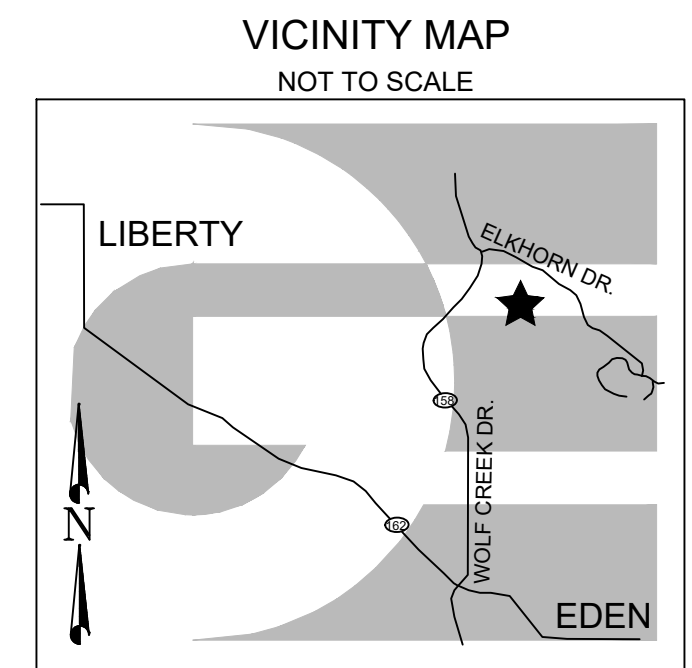 VICINITY MAP
NOT TO SCALE
LIBERTY
ELKHORN DR.
158
WOLF CREEK DR.
162
N
EDEN